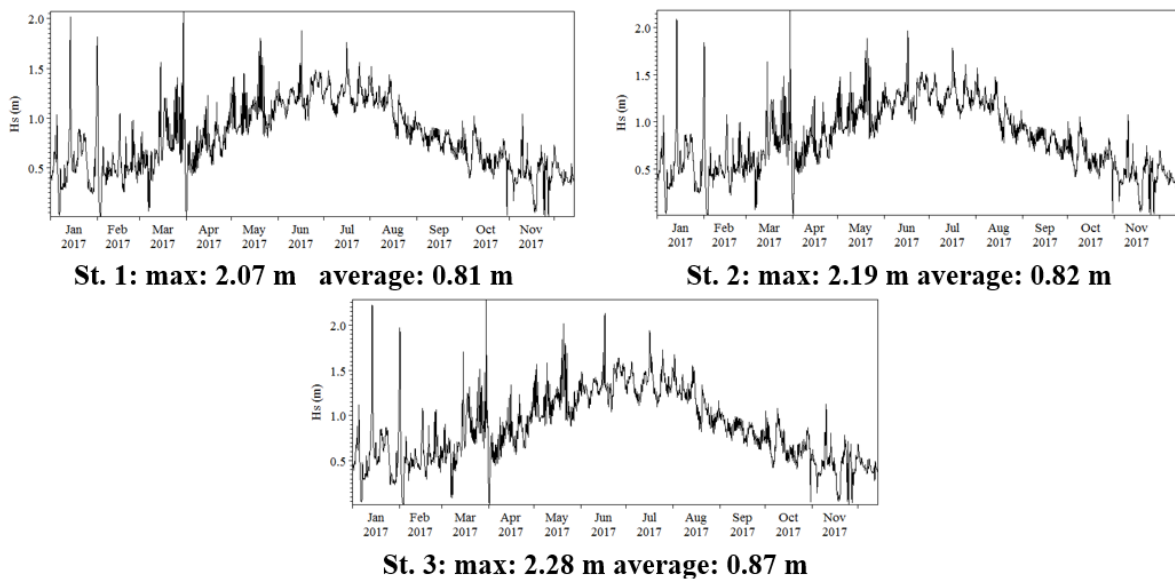 Hs (m)
2.0
1.5
1.0
0.5
Jan 2017
Feb 2017
Mar 2017
Apr 2017
May 2017
Jun 2017
Jul 2017
Aug 2017
Sep 2017
Oct 2017
Nov 2017
St. 1: max: 2.07 m average: 0.81 m
Hs (m)
2.0
1.5
1.0
0.5
Jan 2017
Feb 2017
Mar 2017
Apr 2017
May 2017
Jun 2017
Jul 2017
Aug 2017
Sep 2017
Oct 2017
Nov 2017
St. 2: max: 2.19 m average: 0.82 m
Hs (m)
2.0
1.5
1.0
0.5
Jan 2017
Feb 2017
Mar 2017
Apr 2017
May 2017
Jun 2017
Jul 2017
Aug 2017
Sep 2017
Oct 2017
Nov 2017
St. 3: max: 2.28 m average: 0.87 m